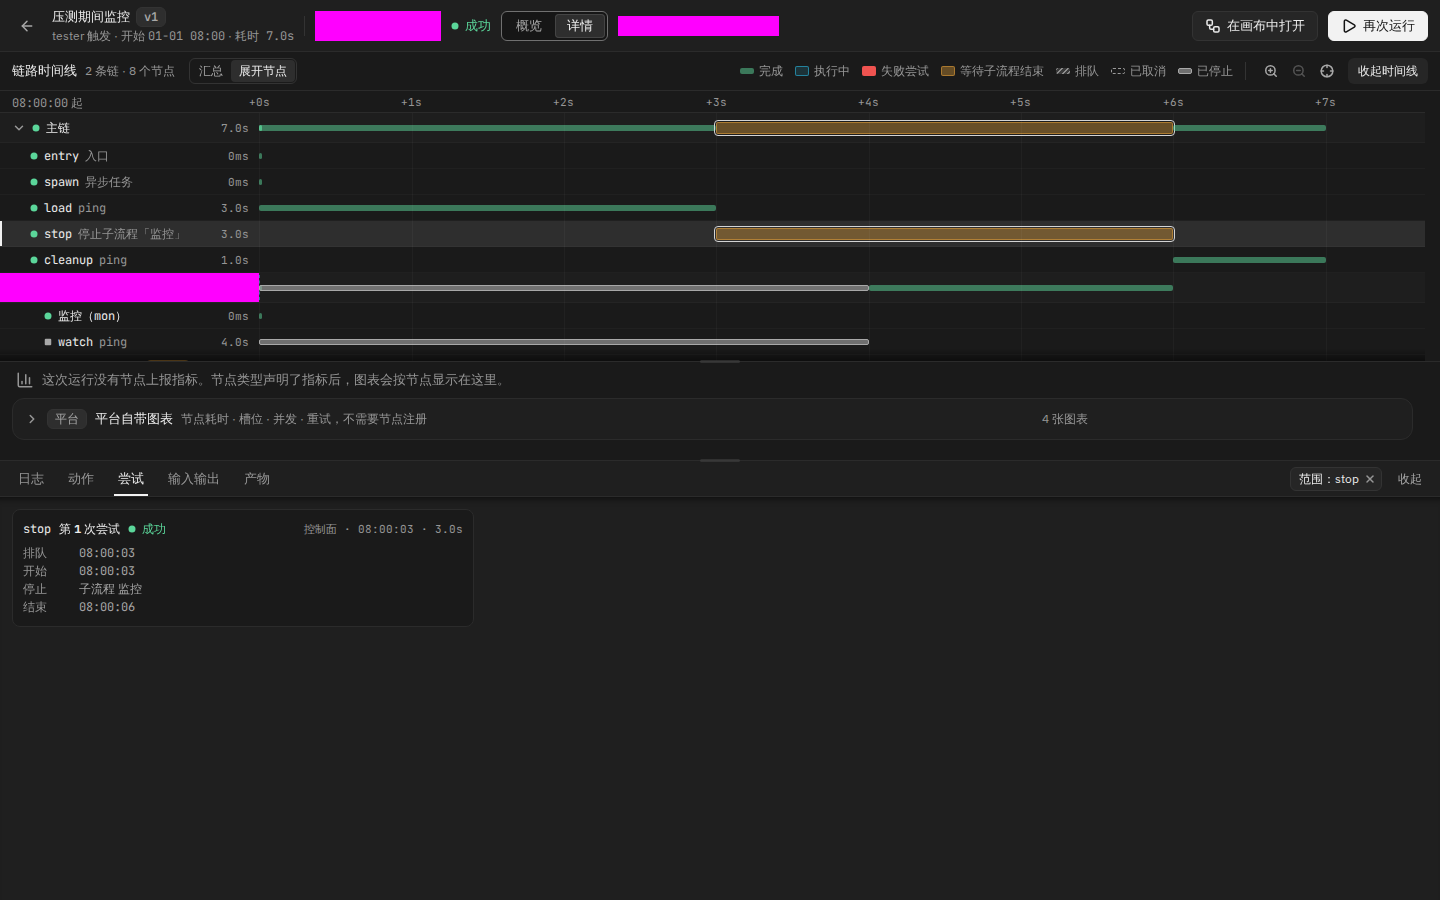 压测期间监控 v1
tester 触发 · 开始 01-01 08:00 · 耗时 7.0s
成功
概览 详情
在画布中打开
再次运行
链路时间线 2 条链 · 8 个节点 汇总 展开节点
完成 执行中 失败尝试 等待子流程结束 排队 已取消 已停止 收起时间线
08:00:00 起 +0s +1s +2s +3s +4s +5s +6s +7s
主链 7.0s
entry 入口 0ms
spawn 异步任务 0ms
load ping 3.0s
stop 停止子流程「监控」 3.0s
cleanup ping 1.0s
监控（mon） 0ms
watch ping 4.0s
这次运行没有节点上报指标。节点类型声明了指标后，图表会按节点显示在这里。
平台 平台自带图表 节点耗时 · 槽位 · 并发 · 重试，不需要节点注册 4 张图表
日志 动作 尝试 输入输出 产物 范围：stop 收起
stop 第 1 次尝试 成功 控制面 · 08:00:03 · 3.0s
排队 08:00:03
开始 08:00:03
停止 子流程 监控
结束 08:00:06